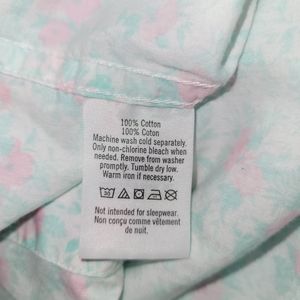 100% Cotton
100% Coton
Machine wash cold separately.
Only non-chlorine bleach when
needed. Remove from washer
promptly. Tumble dry low.
Warm iron if necessary.
30
Not intended for sleepwear.
Non conçu comme vêtement
de nuit.